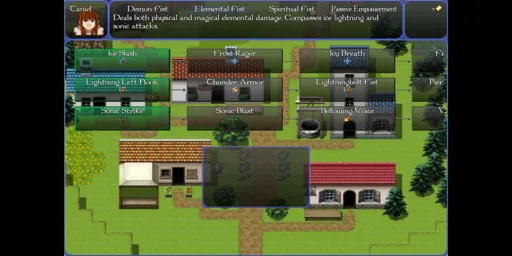 Demon Fist Elemental Fist Spiritual Fist Passive Empowerment
Deals both physical and magical elemental damage. Compasses ice lightning and
sonic attacks.
Ice Slash Frost Rager Icy Breath
Lightning Left Hook Thunder Armor Lightningbolt Fist
Sonic Strike Sonic Blast Bellowing Voice